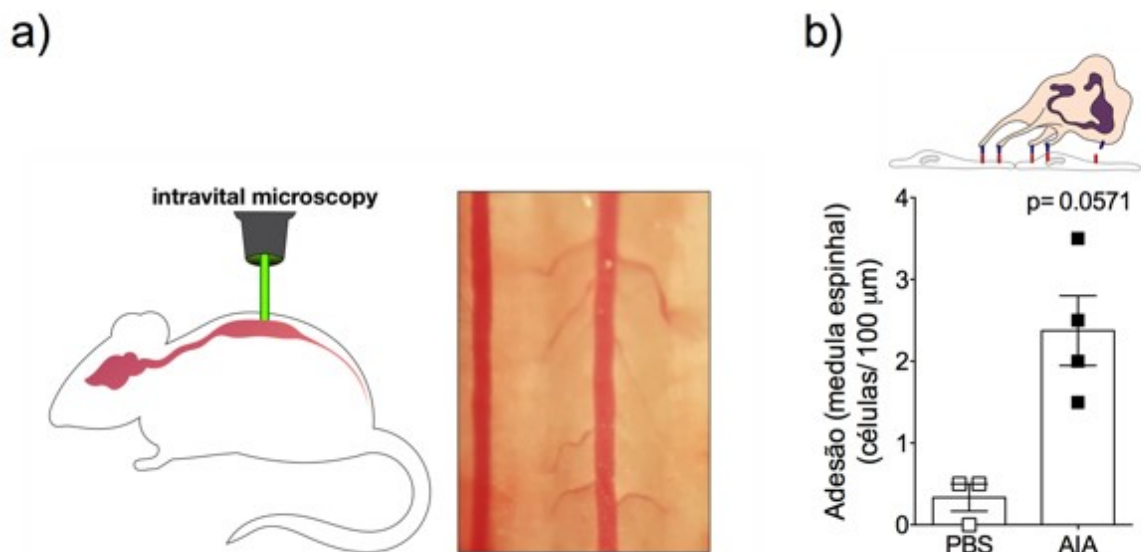 a)
intravital microscopy
b)
p= 0.0571
Adesão (medula espinhal)
(células/ 100 µm)
4
3
2
1
0
PBS
AIA